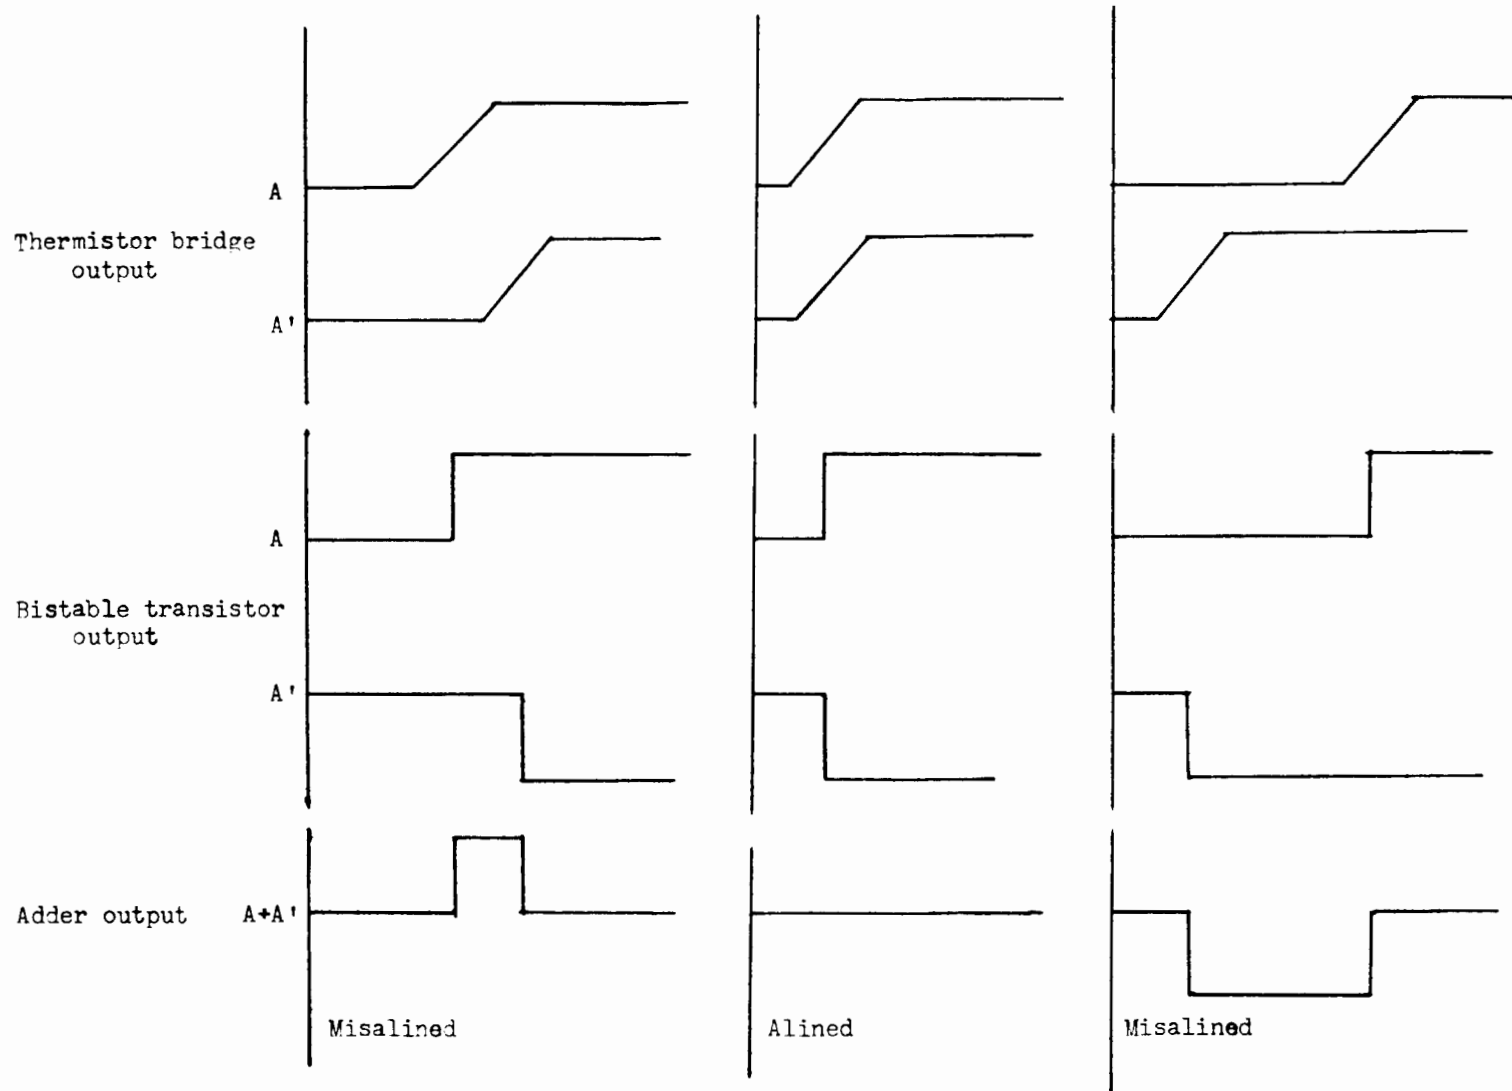 A
Thermistor bridge
output
A'
A
Bistable transistor
output
A'
Adder output A+A'
Misalined Alined Misalined